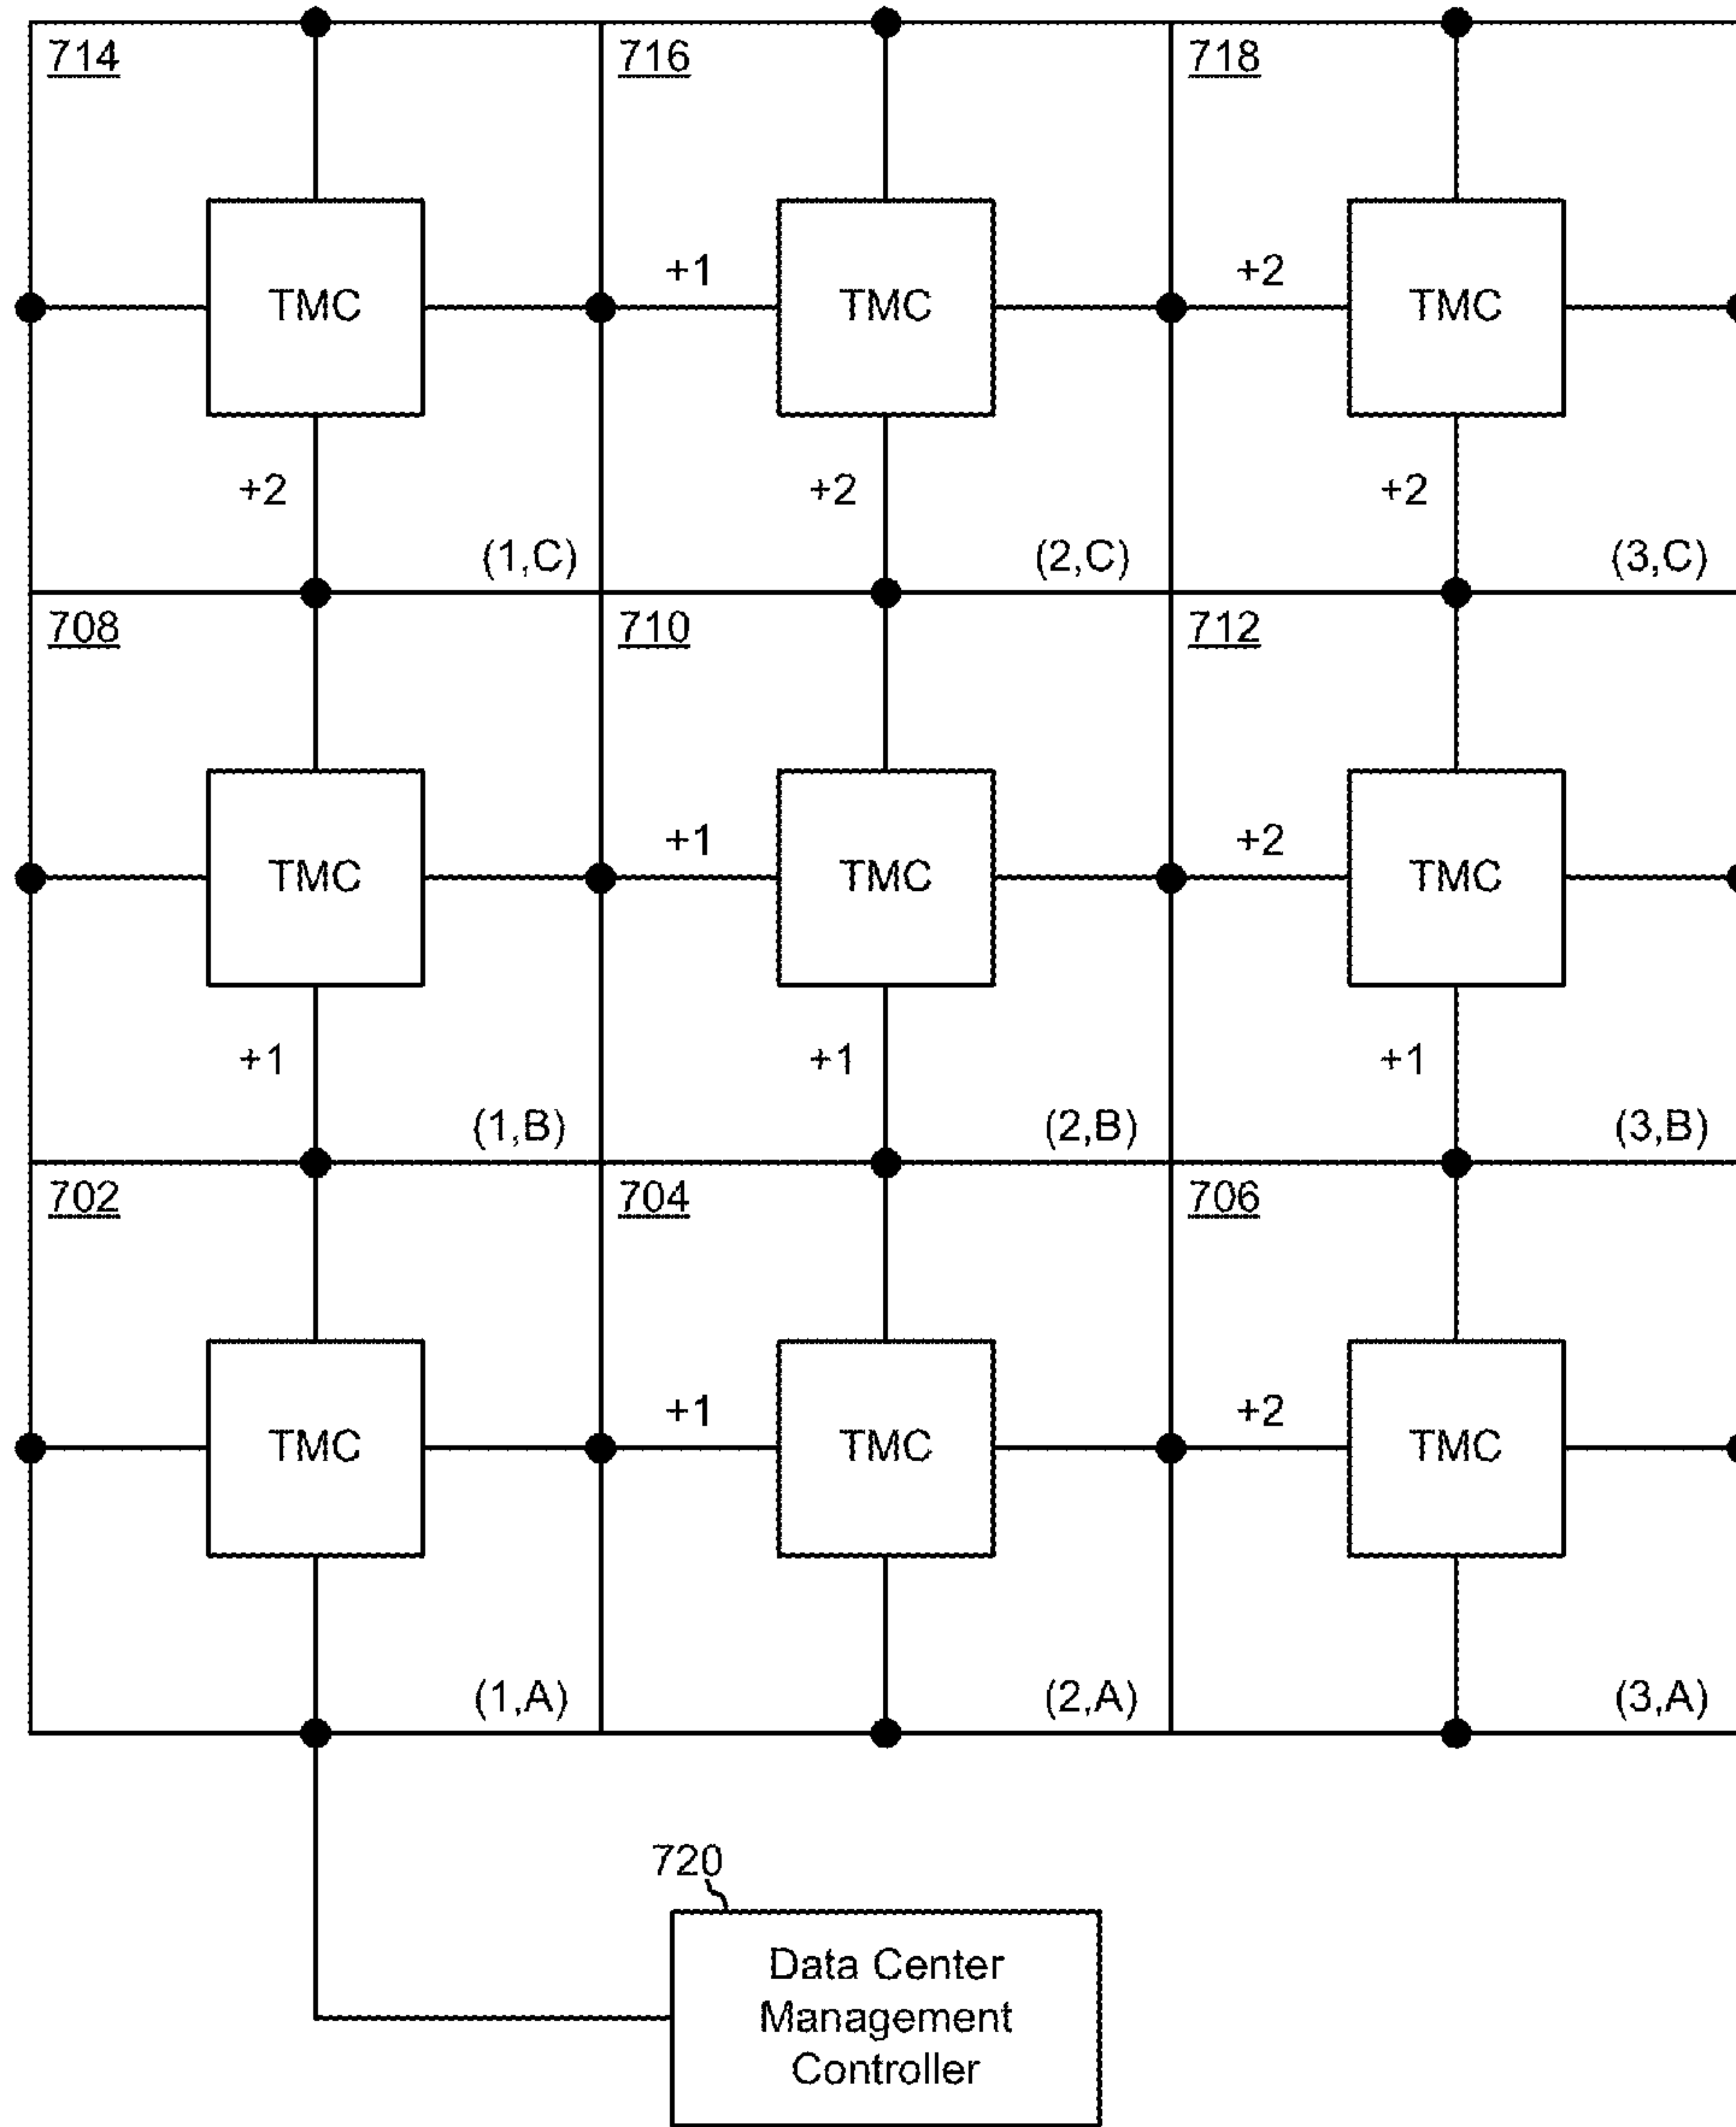 714 716 718
+1 +2
TMC TMC TMC
+2 +2 +2
(1,C) (2,C) (3,C)
708 710 712
+1 +2
TMC TMC TMC
+1 +1 +1
(1,B) (2,B) (3,B)
702 704 706
+1 +2
TMC TMC TMC
(1,A) (2,A) (3,A)
720
Data Center
Management
Controller